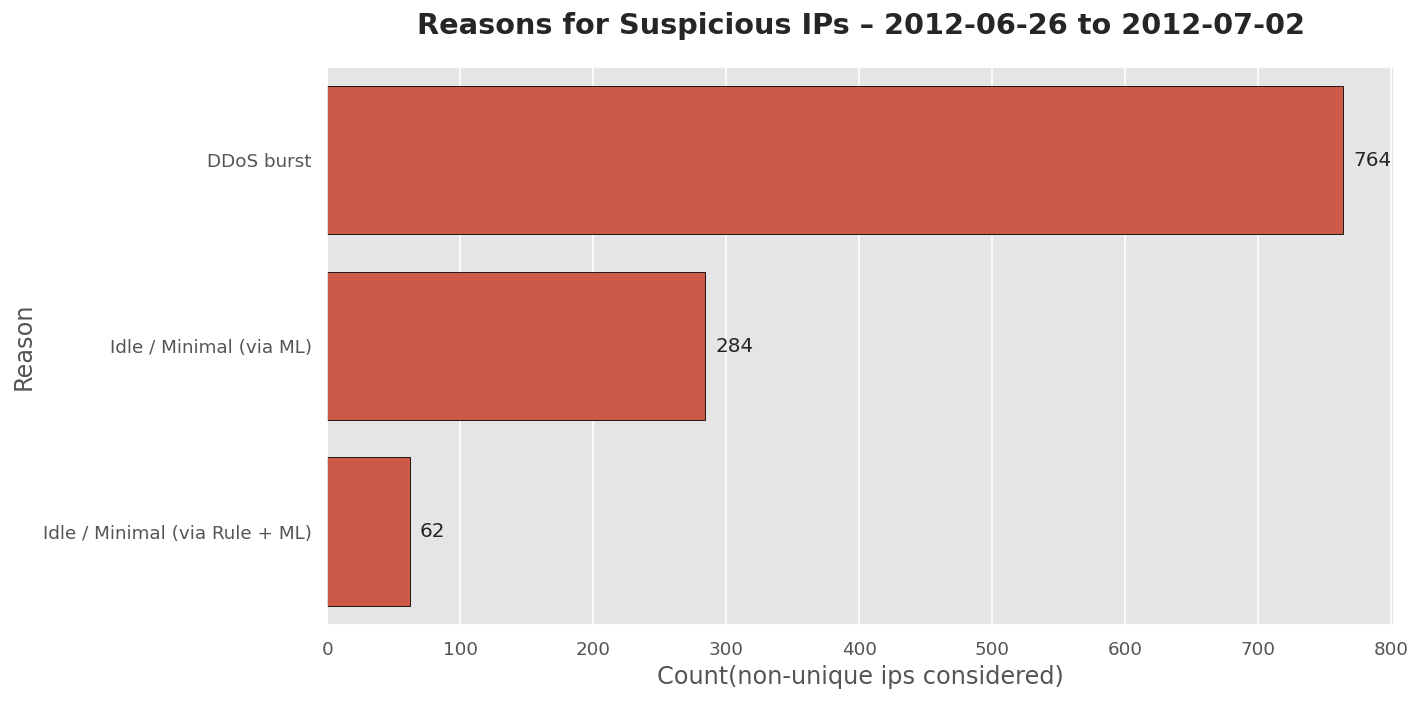 Reasons for Suspicious IPs – 2012-06-26 to 2012-07-02
Reason
DDoS burst
764
Idle / Minimal (via ML)
284
Idle / Minimal (via Rule + ML)
62
0 100 200 300 400 500 600 700 800
Count(non-unique ips considered)